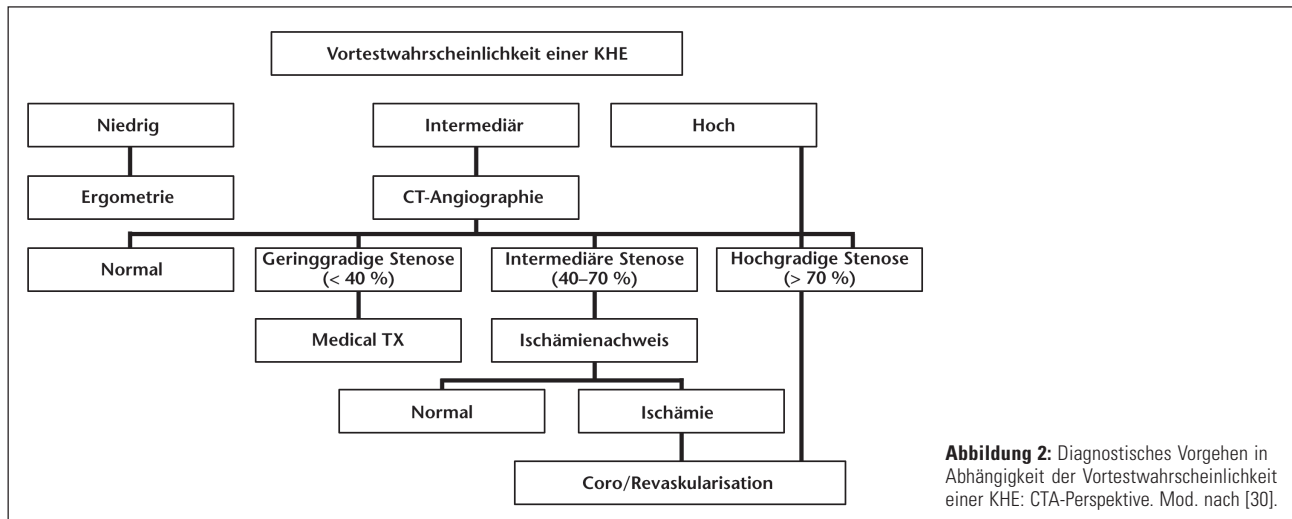 Vortestwahrscheinlichkeit einer KHE
Niedrig
Intermediär
Hoch
Ergometrie
CT-Angiographie
Normal
Geringgradige Stenose
(< 40 %)
Intermediäre Stenose
(40–70 %)
Hochgradige Stenose
(> 70 %)
Medical TX
Ischämienachweis
Normal
Ischämie
Coro/Revaskularisation
Abbildung 2: Diagnostisches Vorgehen in
Abhängigkeit der Vortestwahrscheinlichkeit
einer KHE: CTA-Perspektive. Mod. nach [30].